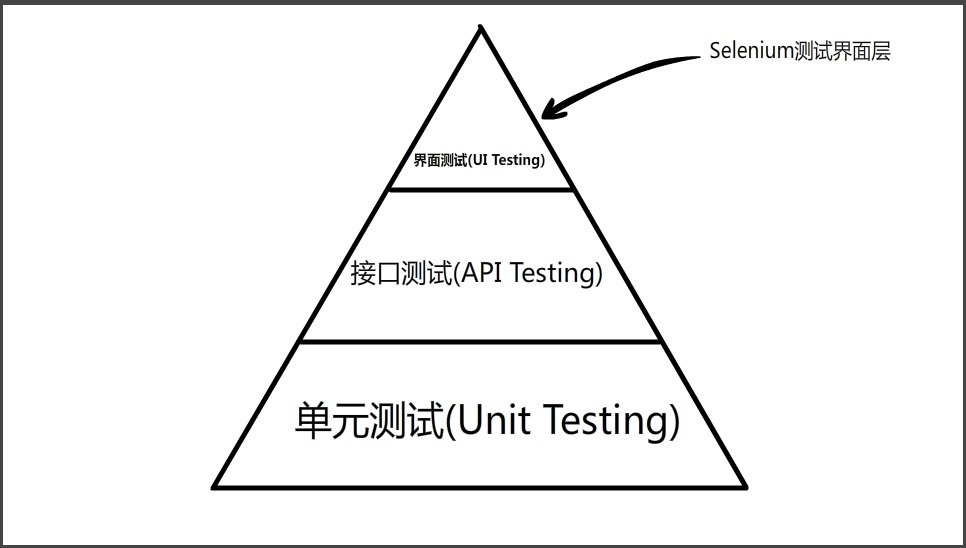 Selenium测试界面层
界面测试(UI Testing)
接口测试(API Testing)
单元测试(Unit Testing)